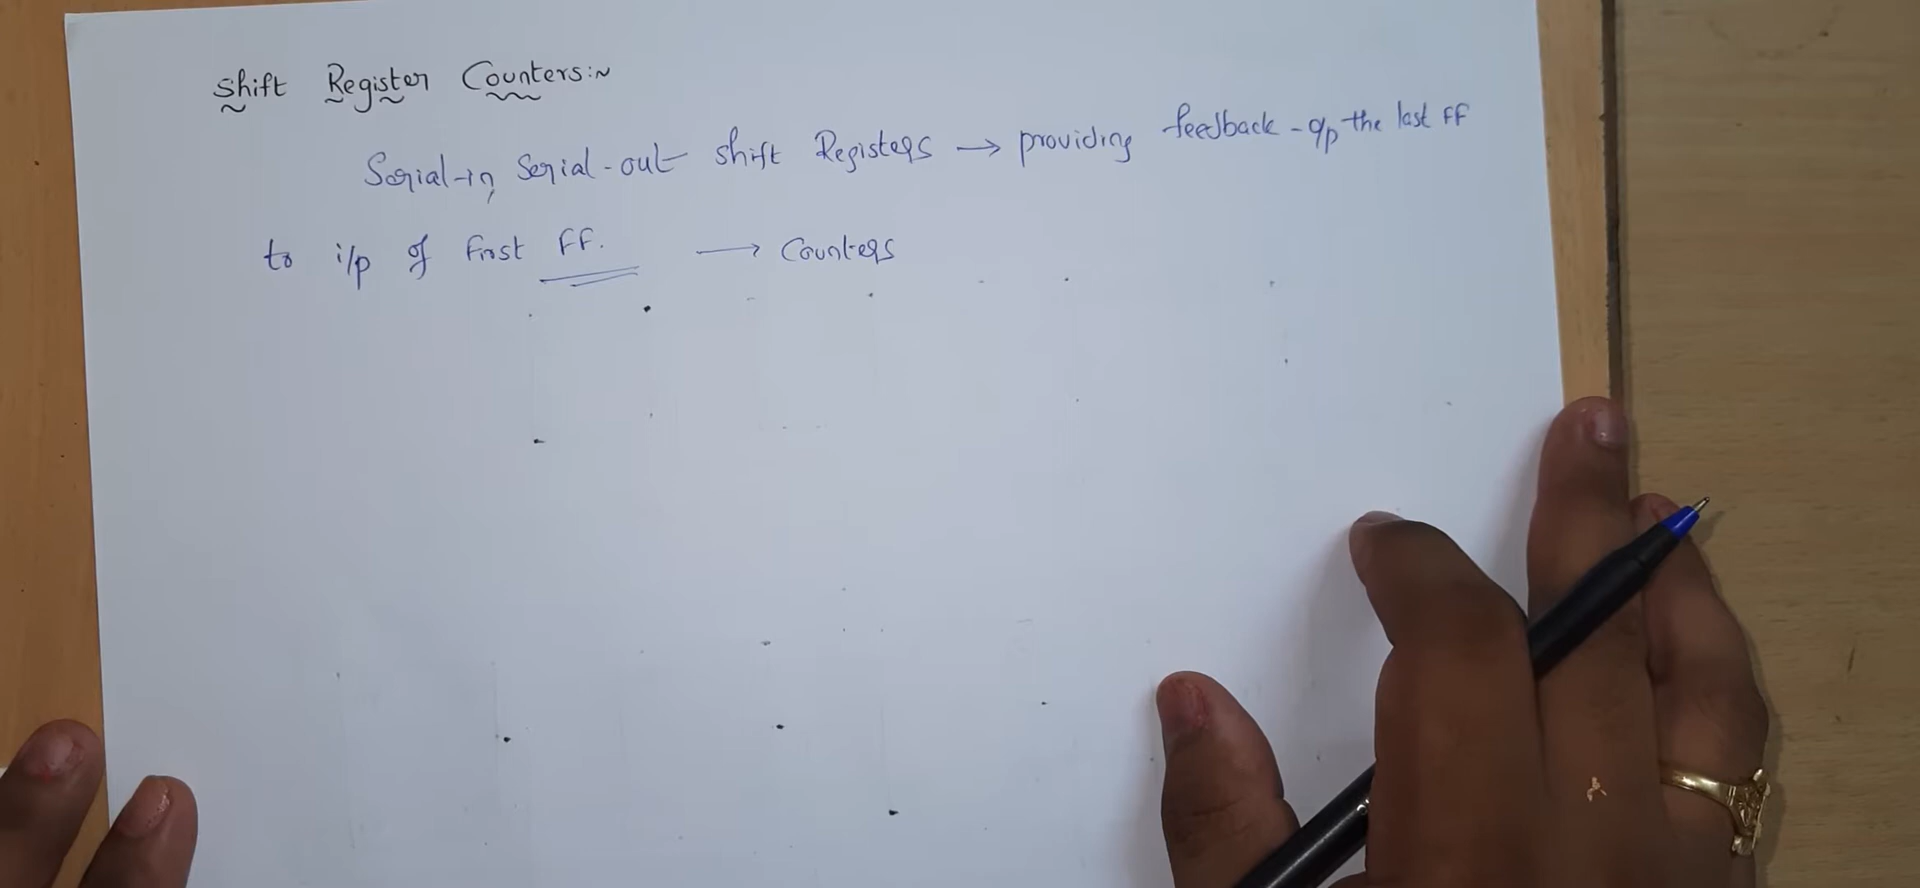 Shift Register Counters:~
Serial-in, Serial-out shift Registers → providing feedback - o/p the last FF
to i/p of First FF. → Counters